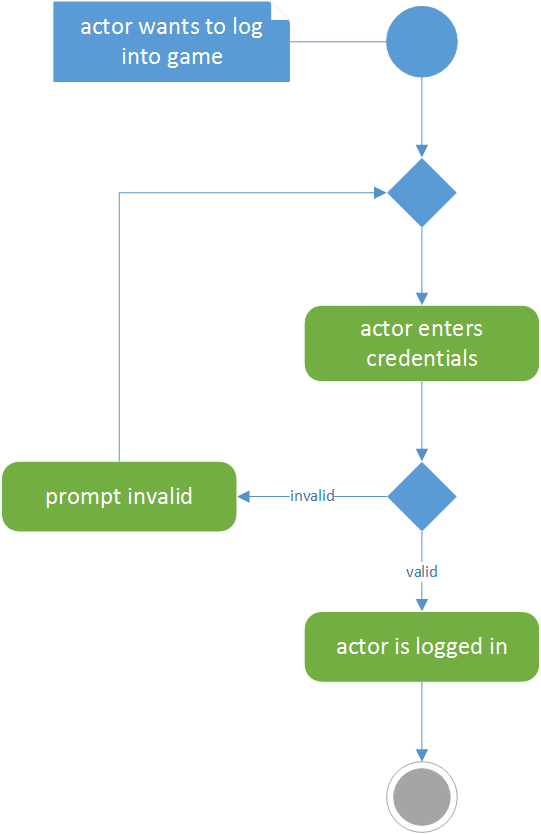 actor wants to log
into game
actor enters
credentials
prompt invalid
invalid
valid
actor is logged in